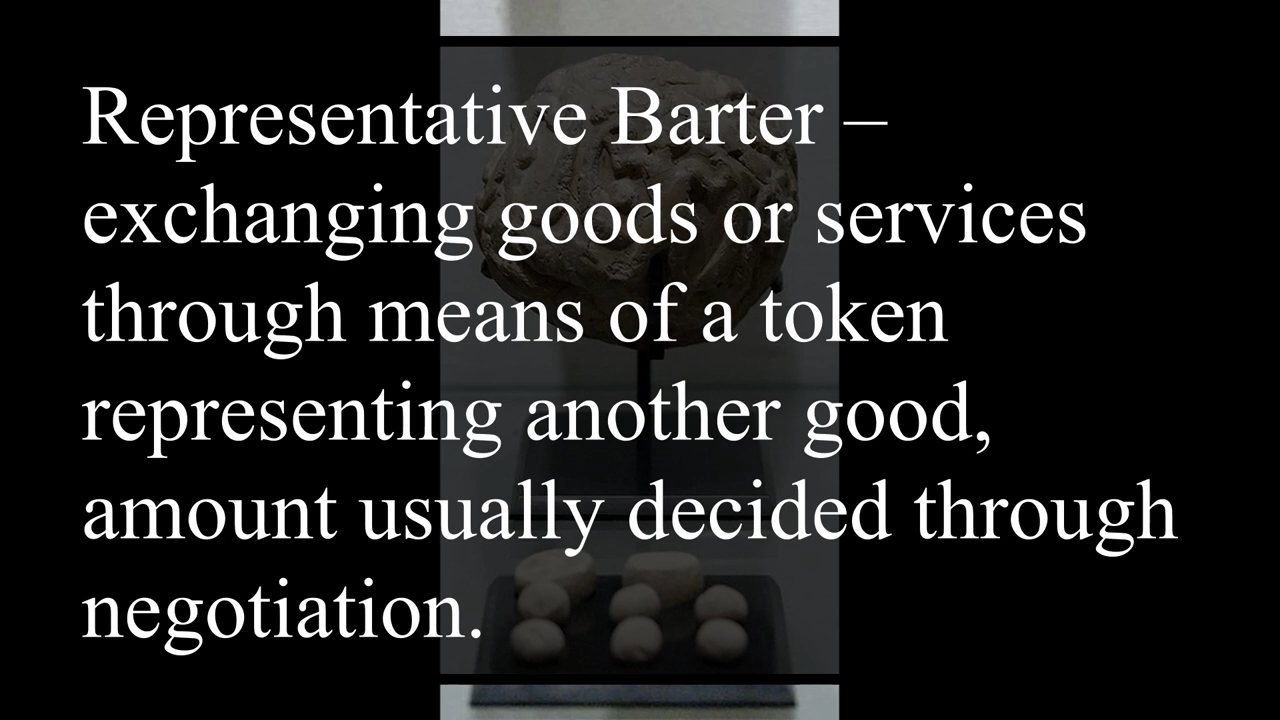 Representative Barter –
exchanging goods or services
through means of a token
representing another good,
amount usually decided through
negotiation.